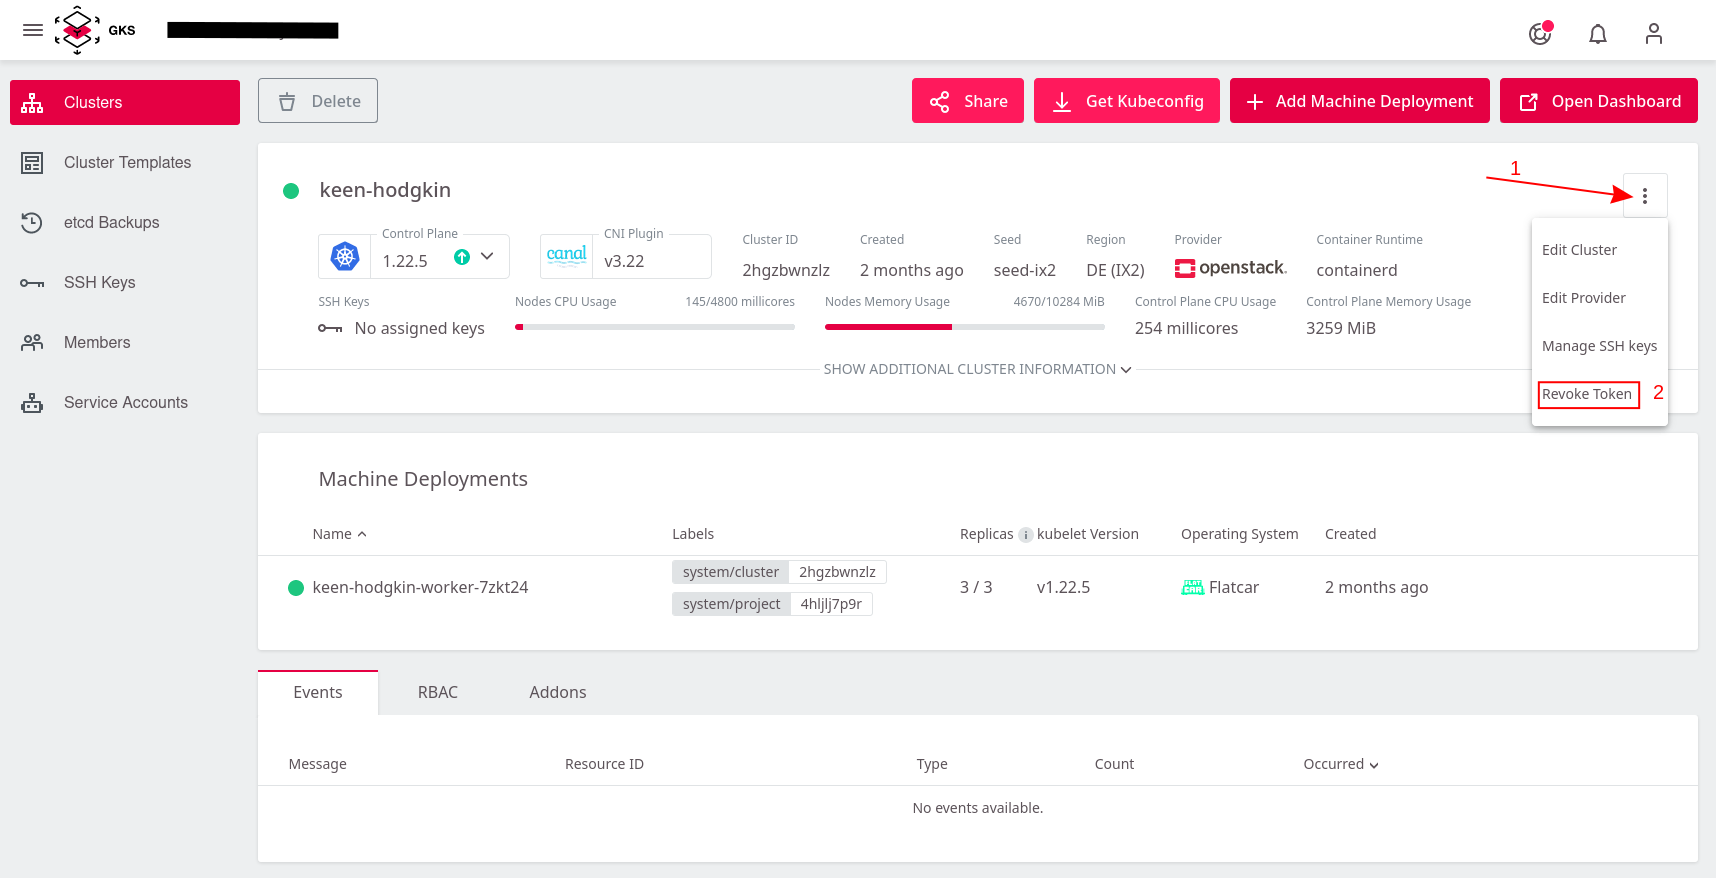 GKS
Clusters
Cluster Templates
etcd Backups
SSH Keys
Members
Service Accounts
Delete
Share
Get Kubeconfig
Add Machine Deployment
Open Dashboard
1
keen-hodgkin
Edit Cluster
Edit Provider
Manage SSH keys
Revoke Token 2
Control Plane
1.22.5
canal
CNI Plugin
v3.22
Cluster ID
2hgzbwnzlz
Created
2 months ago
Seed
seed-ix2
Region
DE (IX2)
Provider
openstack.
Container Runtime
containerd
SSH Keys
No assigned keys
Nodes CPU Usage 145/4800 millicores
Nodes Memory Usage 4670/10284 MiB
Control Plane CPU Usage
254 millicores
Control Plane Memory Usage
3259 MiB
SHOW ADDITIONAL CLUSTER INFORMATION
Machine Deployments
Name Labels Replicas i kubelet Version Operating System Created
keen-hodgkin-worker-7zkt24
system/cluster 2hgzbwnzlz
system/project 4hljlj7p9r
3 / 3
v1.22.5
FLAT CAR
Flatcar
2 months ago
Events RBAC Addons
Message Resource ID Type Count Occurred
No events available.